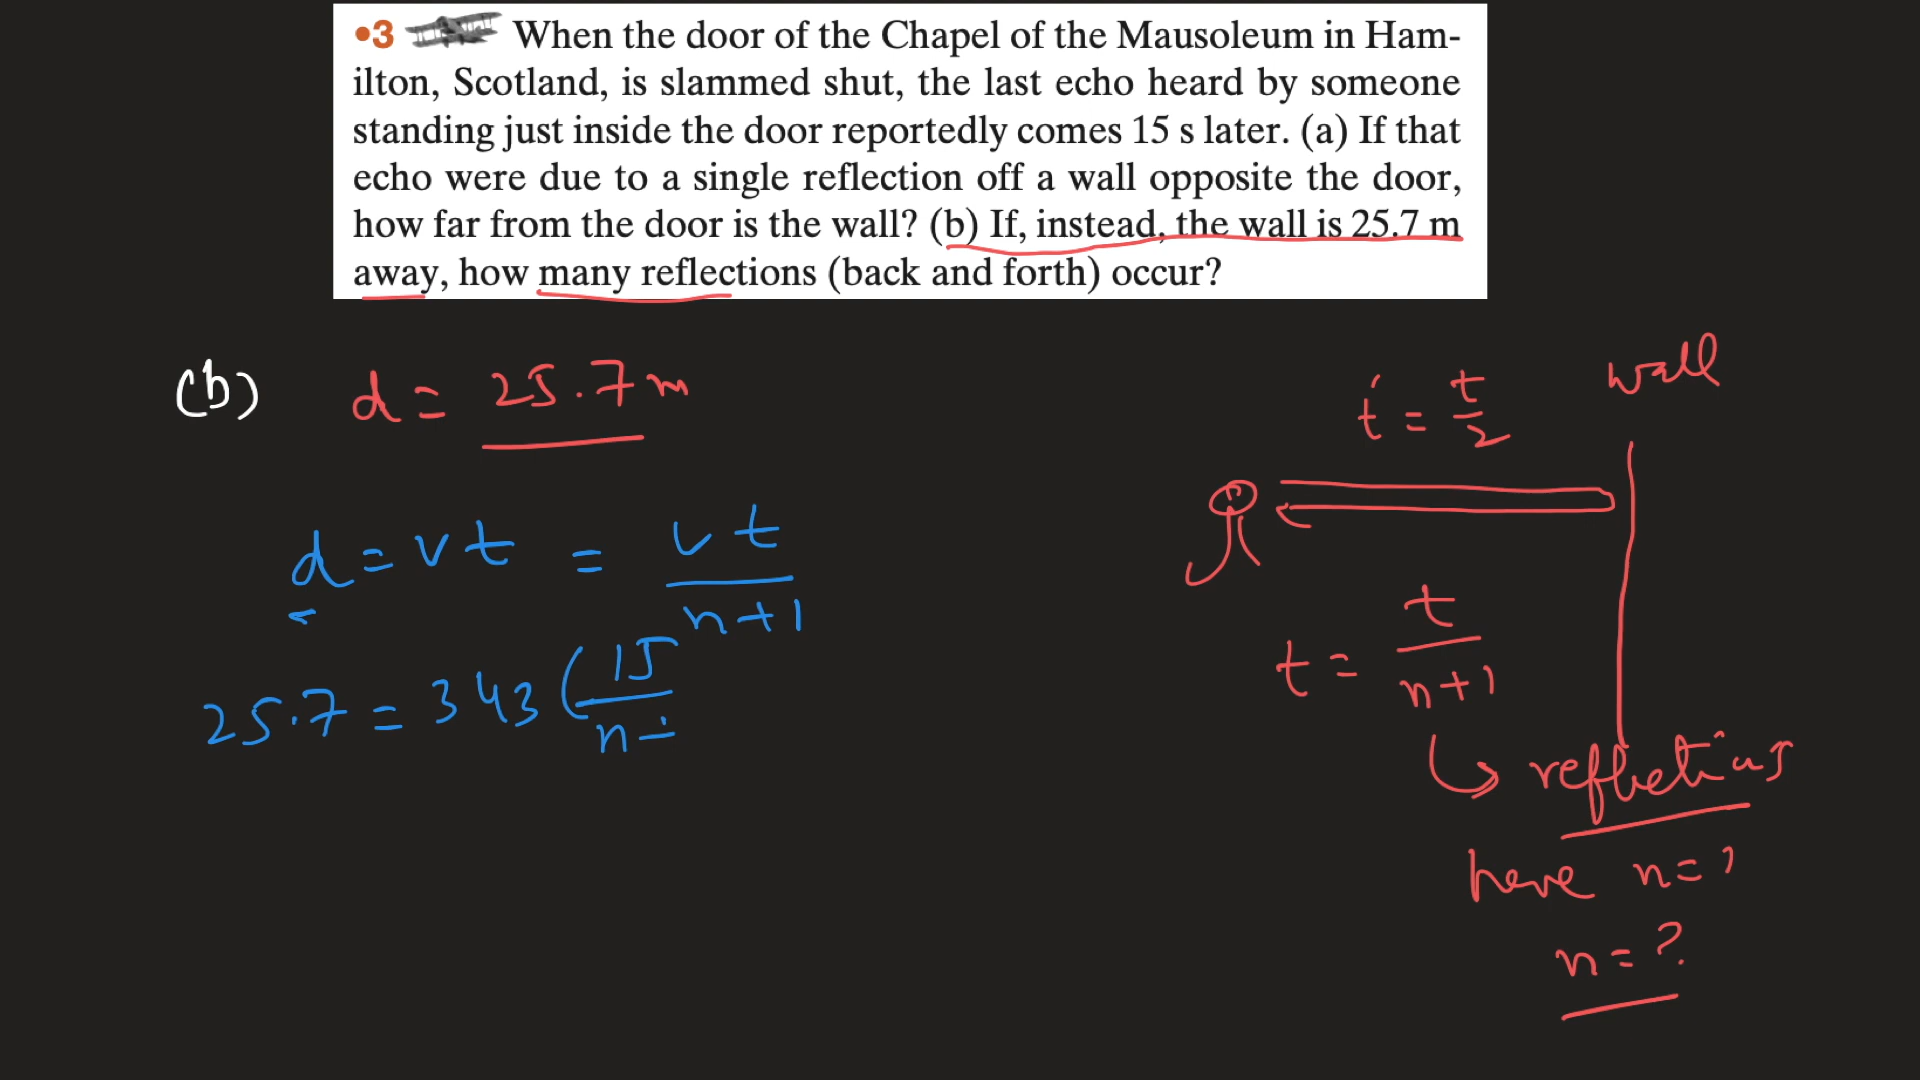 •3 When the door of the Chapel of the Mausoleum in Ham-
ilton, Scotland, is slammed shut, the last echo heard by someone
standing just inside the door reportedly comes 15 s later. (a) If that
echo were due to a single reflection off a wall opposite the door,
how far from the door is the wall? (b) If, instead, the wall is 25.7 m
away, how many reflections (back and forth) occur?
(b) d = 25.7 m
t = t/2
wall
d = vt = vt/n+1
25.7 = 343 (15/n
t = t/n+1
reflections
here n =
n = ?